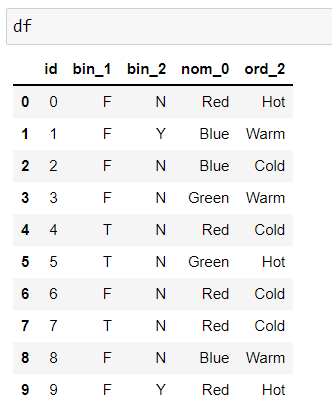 df
id bin_1 bin_2 nom_0 ord_2
0 0 F N Red Hot
1 1 F Y Blue Warm
2 2 F N Blue Cold
3 3 F N Green Warm
4 4 T N Red Cold
5 5 T N Green Hot
6 6 F N Red Cold
7 7 T N Red Cold
8 8 F N Blue Warm
9 9 F Y Red Hot